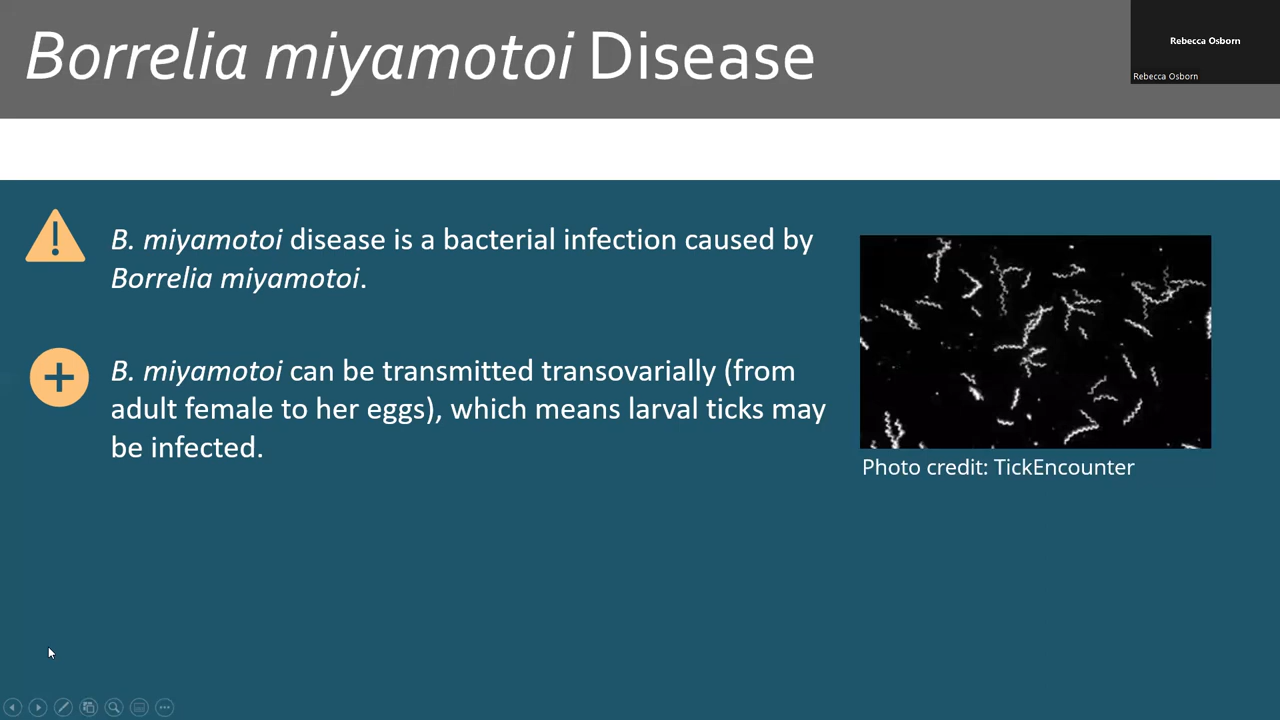 Borrelia miyamotoi Disease
Rebecca Osborn
Rebecca Osborn
B. miyamotoi disease is a bacterial infection caused by
Borrelia miyamotoi.
B. miyamotoi can be transmitted transovarially (from
adult female to her eggs), which means larval ticks may
be infected.
Photo credit: TickEncounter